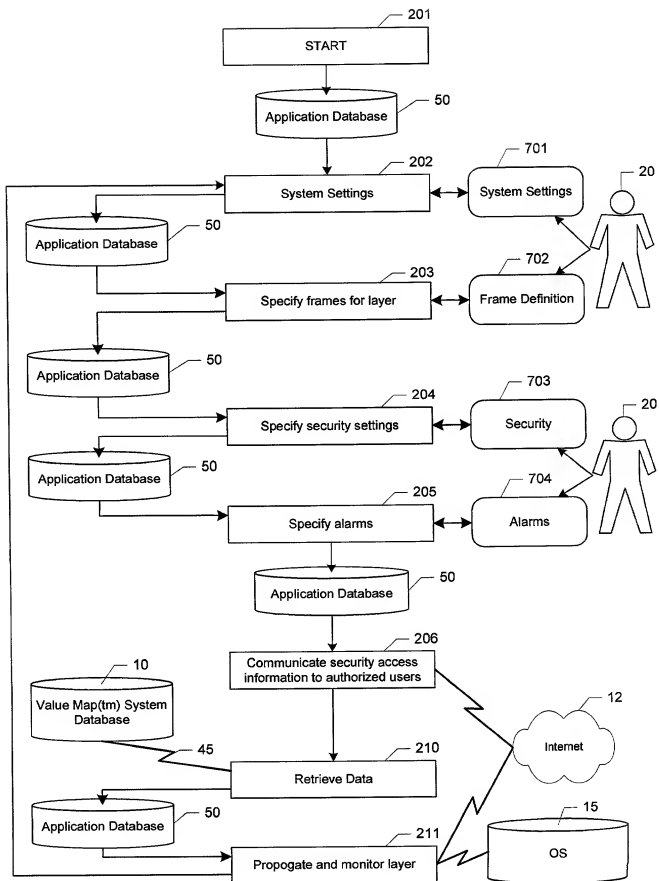 201
START
50
Application Database
202
System Settings
701
System Settings
20
50
Application Database
203
Specify frames for layer
702
Frame Definition
50
Application Database
204
Specify security settings
703
Security
20
50
Application Database
205
Specify alarms
704
Alarms
50
Application Database
206
Communicate security access
information to authorized users
10
Value Map(tm) System
Database
45
12
Internet
210
Retrieve Data
50
Application Database
211
Propogate and monitor layer
15
OS